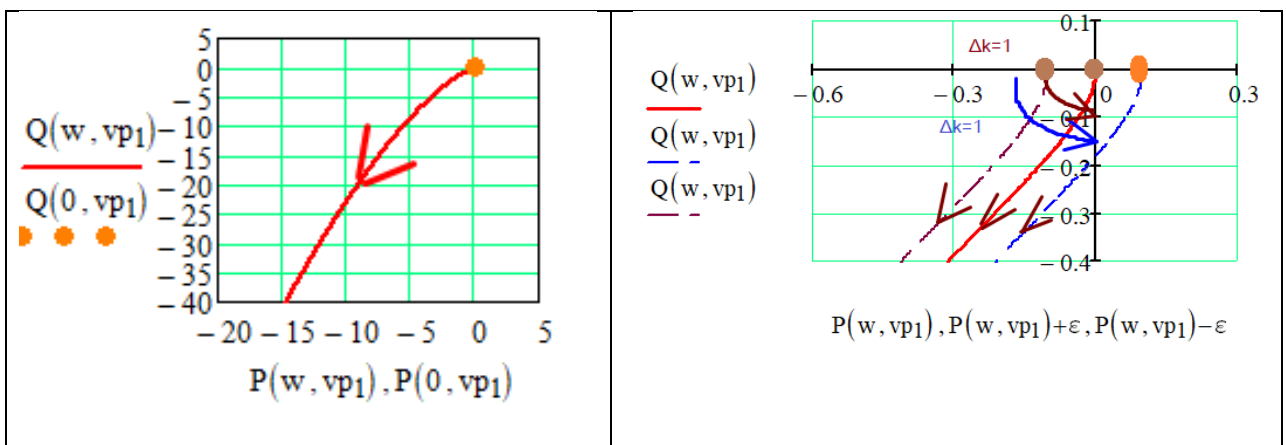 5
0
−5
Q(w,vp₁)
−10
−15
−20
Q(0,vp₁)
−25
−30
−35
−40
−20 −15 −10 −5 0 5
P(w,vp₁),P(0,vp₁)
0.1
Δk=1
Q(w,vp₁)
−0.6 −0.3 0 0.3
−0.1
Δk=1
Q(w,vp₁)
−0.2
Q(w,vp₁)
−0.3
−0.4
P(w,vp₁),P(w,vp₁)+ε,P(w,vp₁)−ε